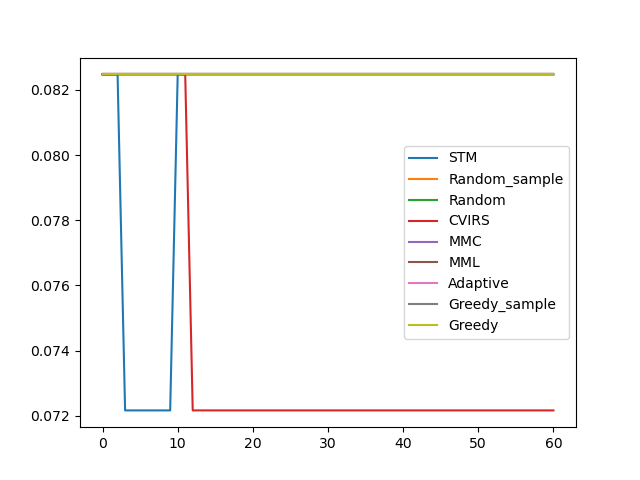 0.082
0.080
0.078
0.076
0.074
0.072
0 10 20 30 40 50 60
STM
Random_sample
Random
CVIRS
MMC
MML
Adaptive
Greedy_sample
Greedy